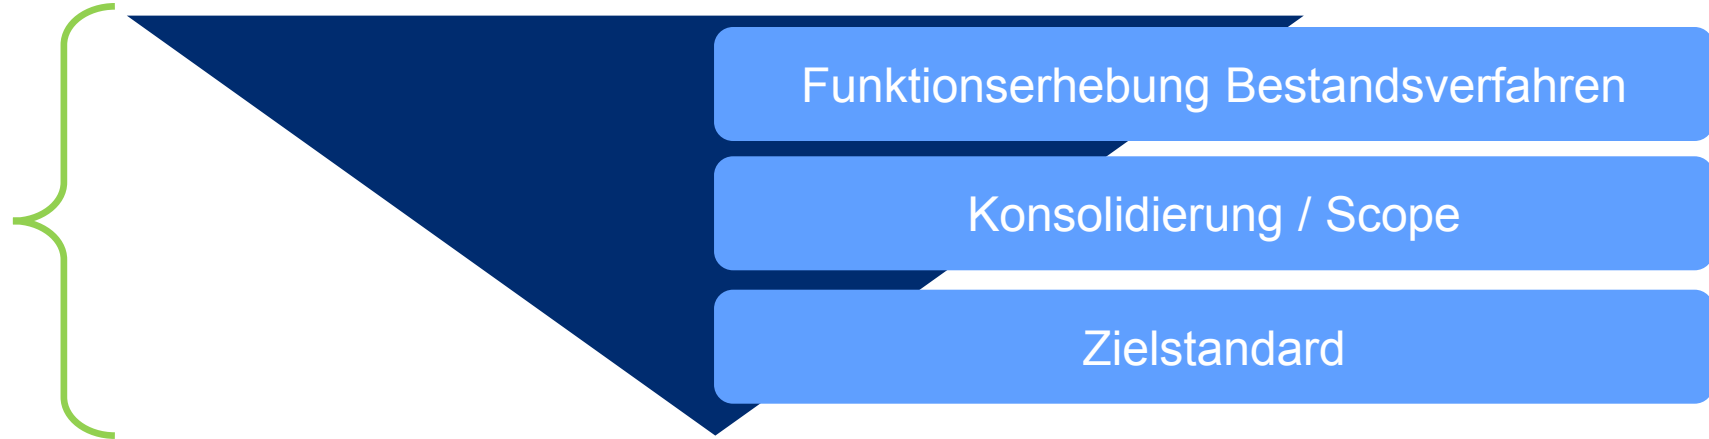 Funktionserhebung Bestandsverfahren
Konsolidierung / Scope
Zielstandard